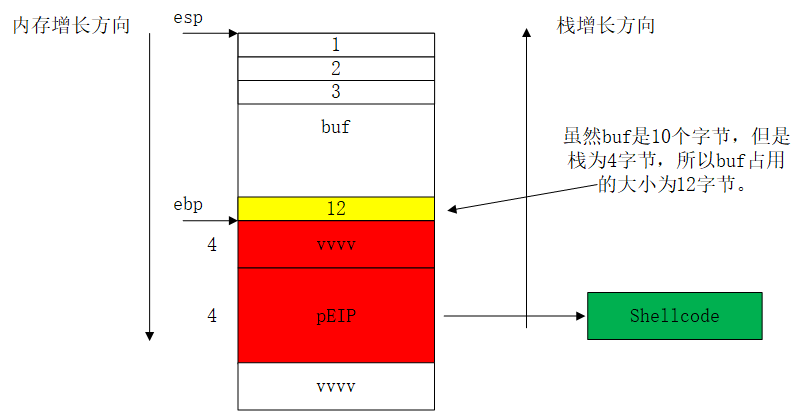 内存增长方向
esp
栈增长方向
1
2
3
buf
虽然buf是10个字节，但是
栈为4字节，所以buf占用
的大小为12字节。
ebp
12
4
vvvv
4
pEIP
Shellcode
vvvv